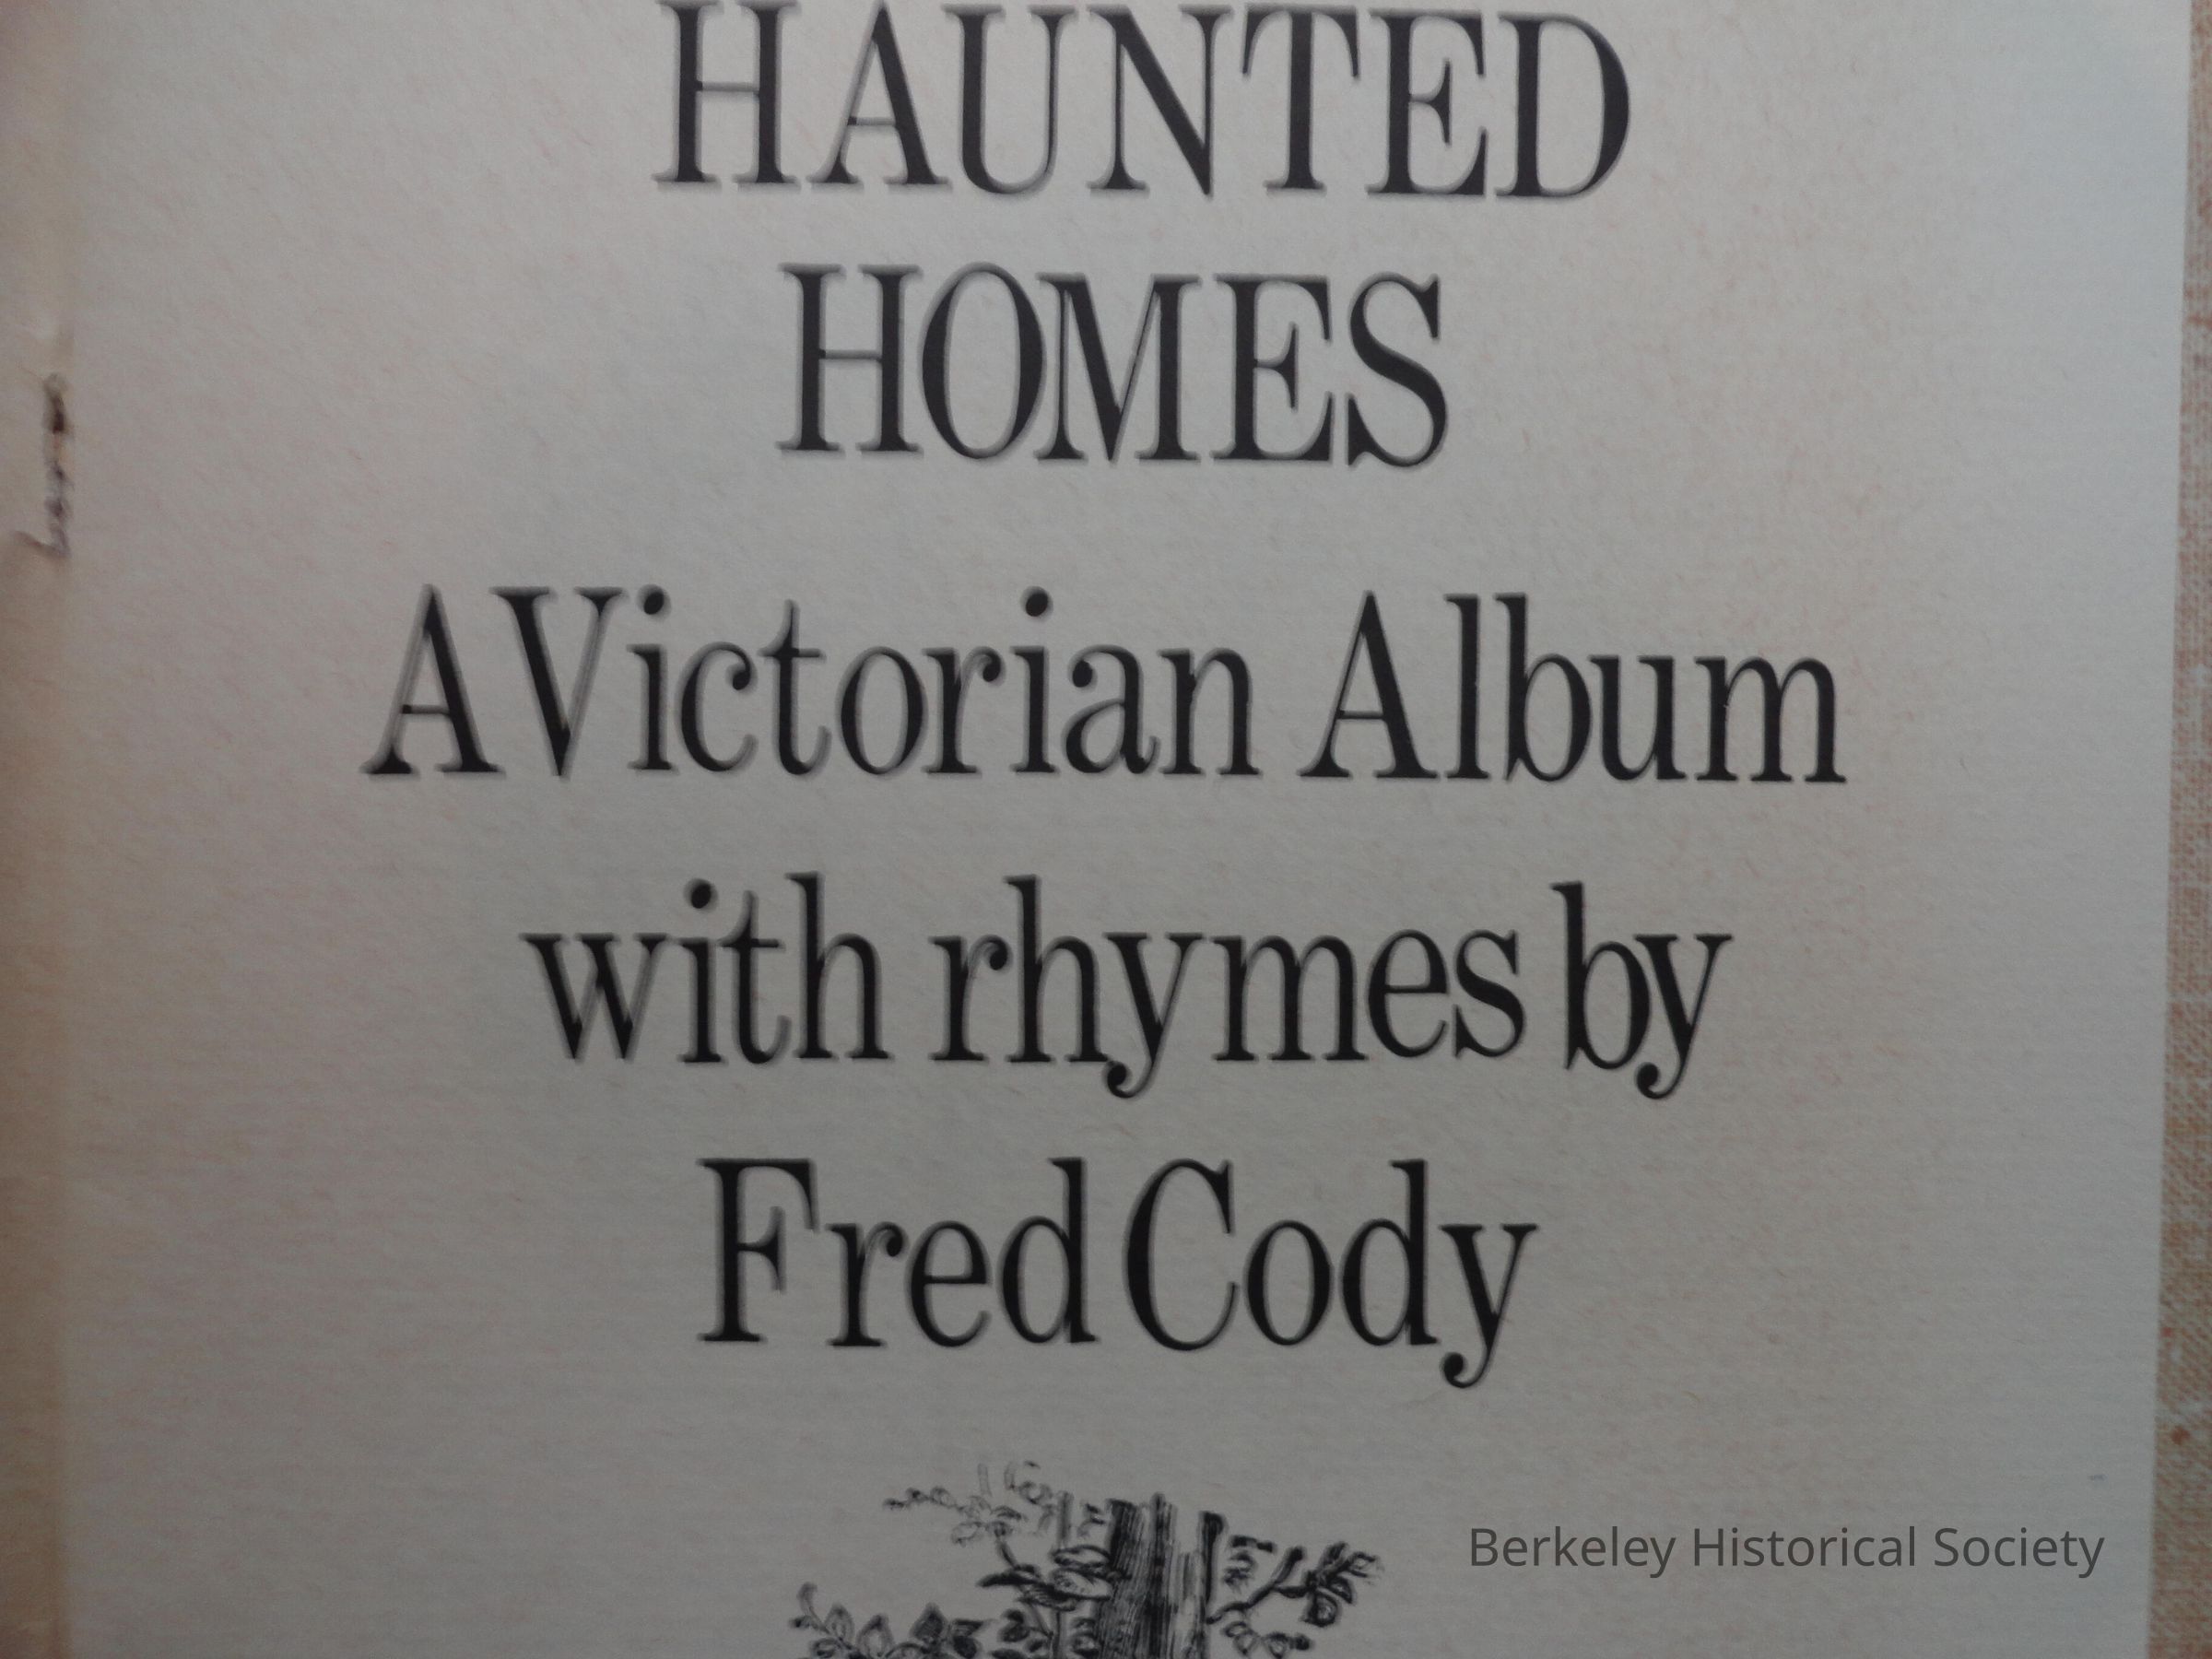 HAUNTED
HOMES
A Victorian Album
with rhymes by
Fred Cody
Berkeley Historical Society